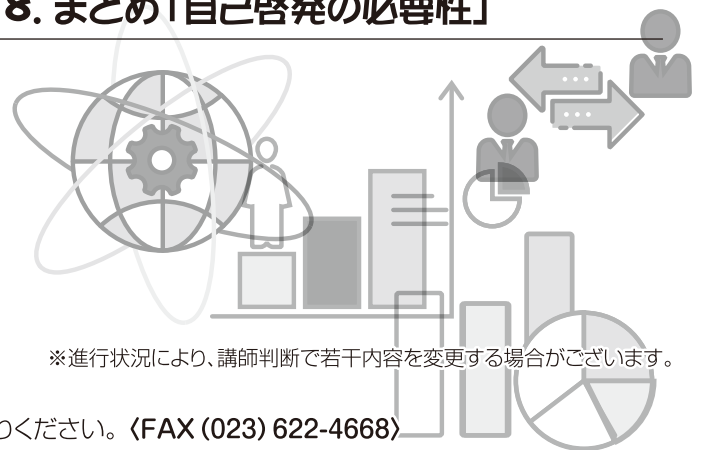 8. まとめ「自己啓発の必要性」
※進行状況により、講師判断で若干内容を変更する場合がございます。
りください。〈FAX (023) 622-4668〉